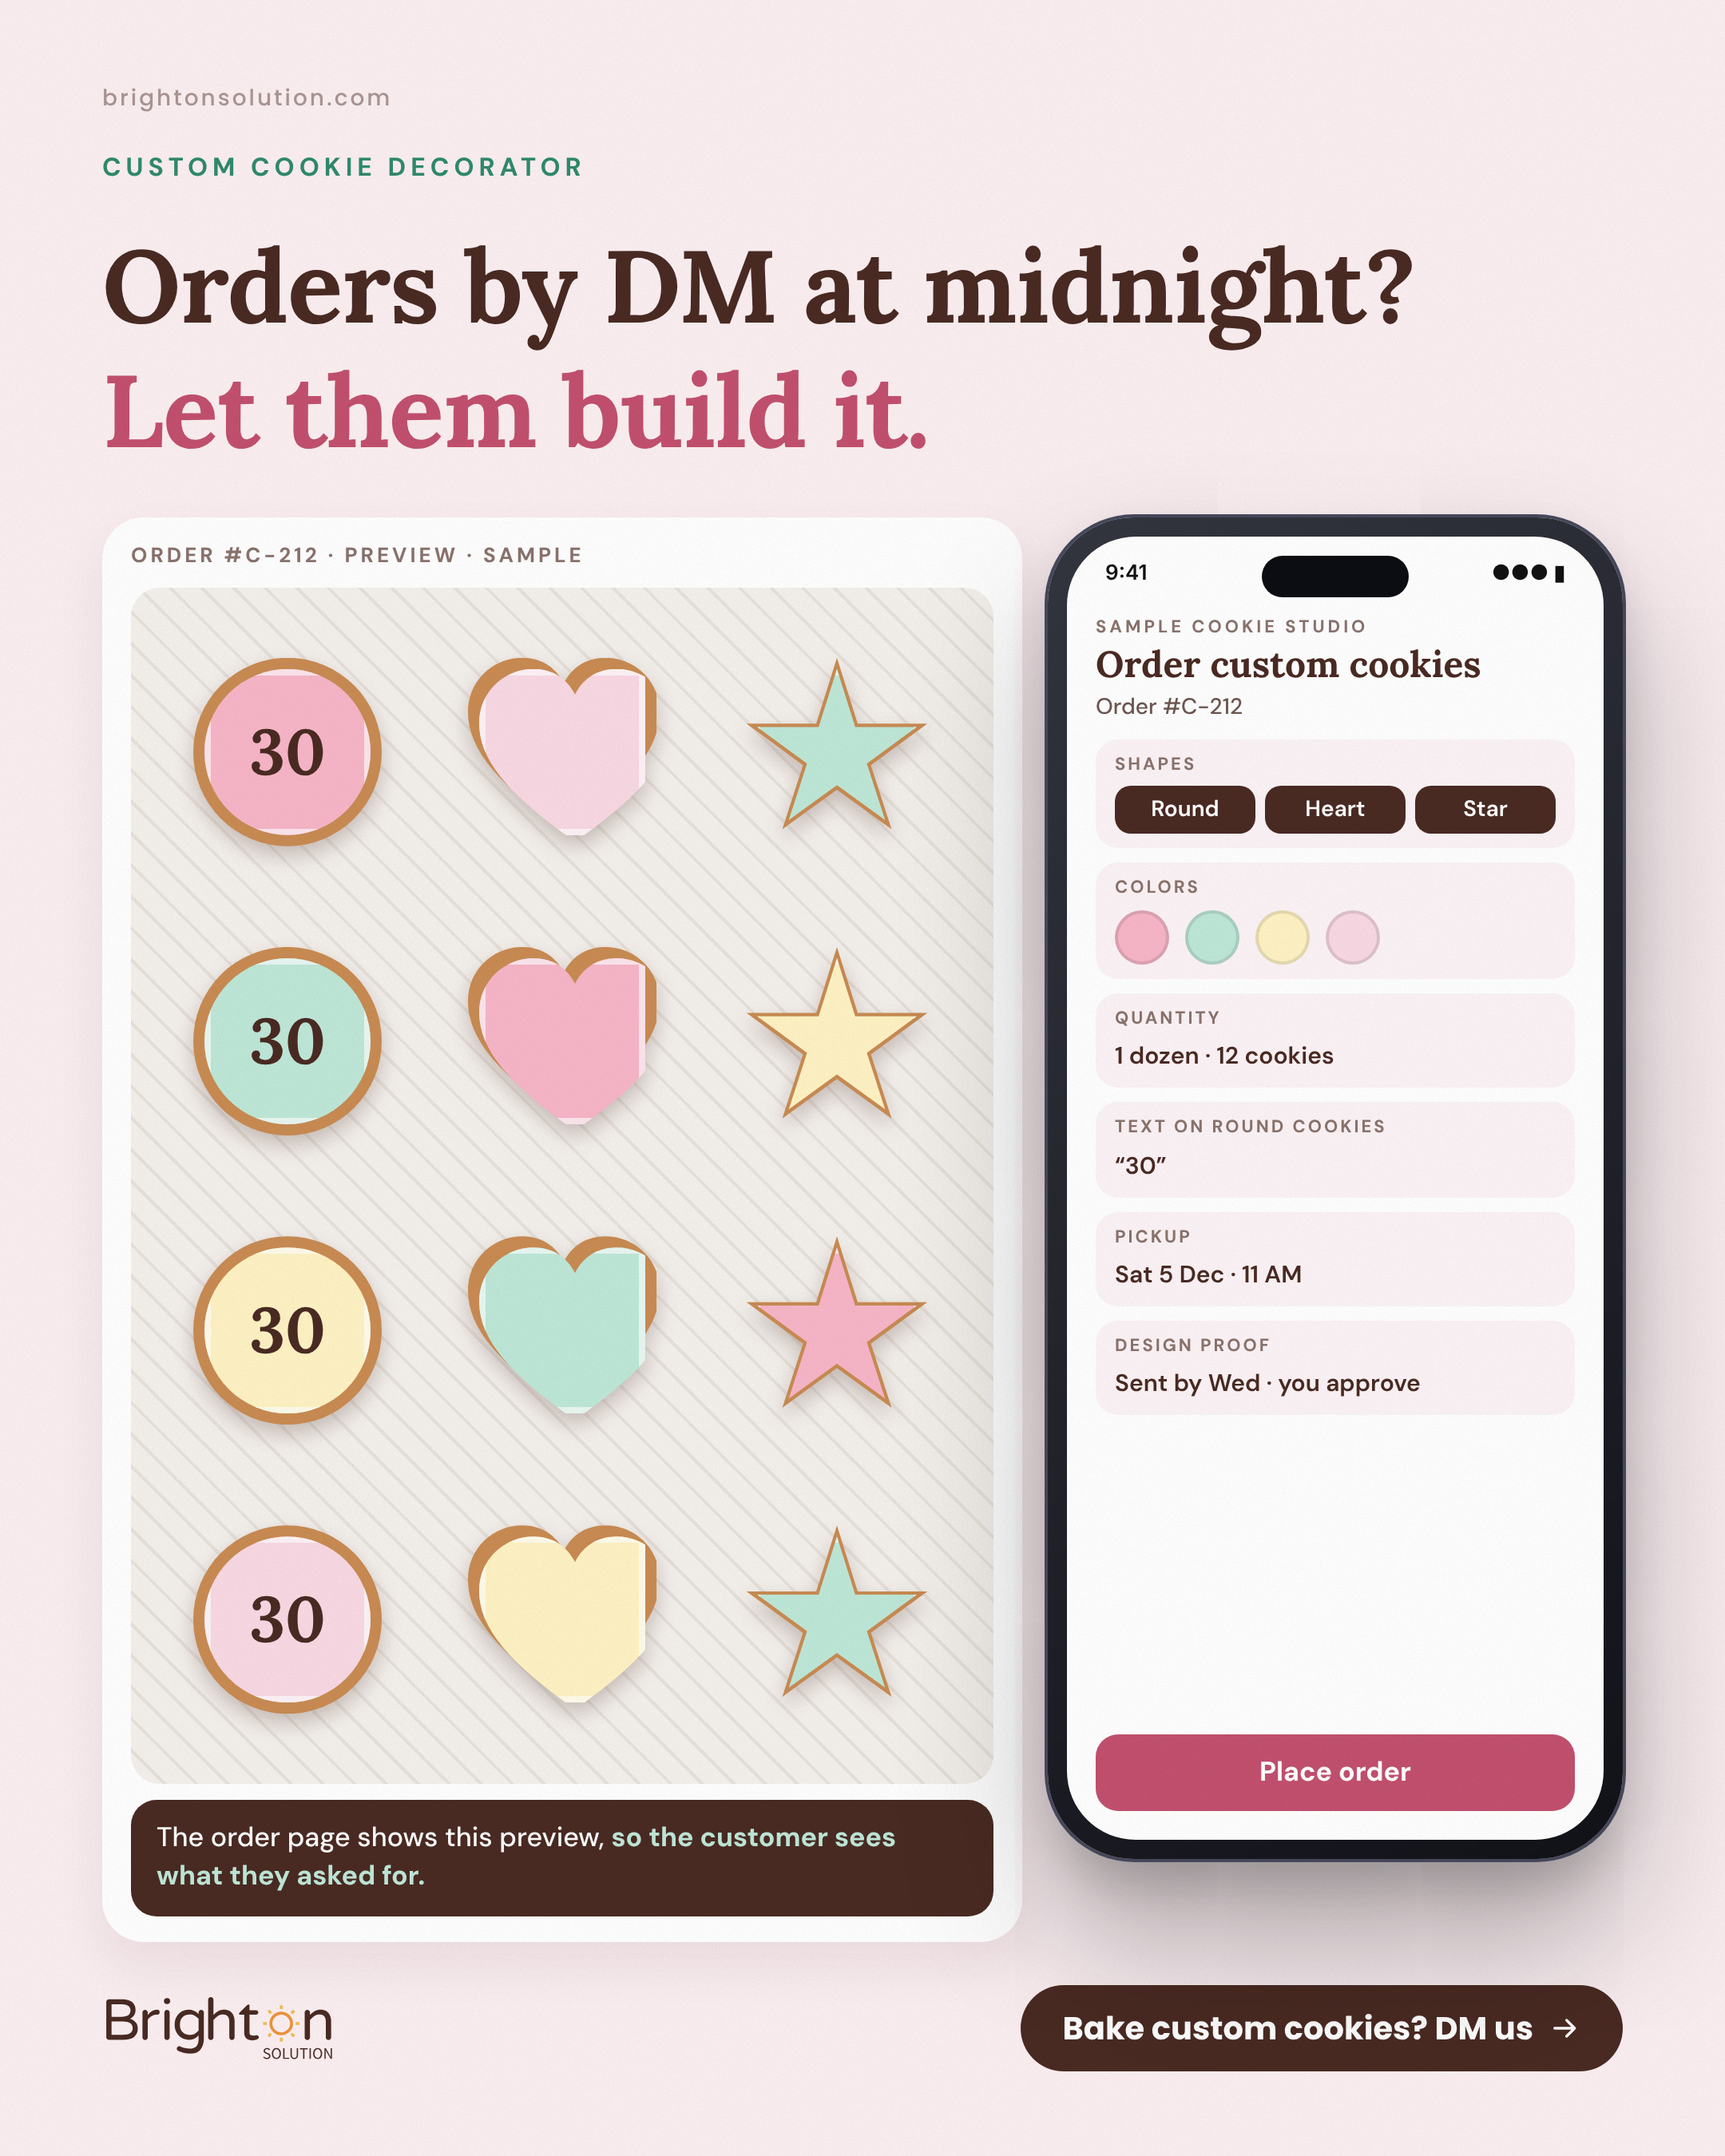 brightonsolution.com
CUSTOM COOKIE DECORATOR
Orders by DM at midnight?
Let them build it.
ORDER #C-212 · PREVIEW · SAMPLE
30
30
30
30
The order page shows this preview, so the customer sees
what they asked for.
9:41
SAMPLE COOKIE STUDIO
Order custom cookies
Order #C-212
SHAPES
Round Heart Star
COLORS
QUANTITY
1 dozen · 12 cookies
TEXT ON ROUND COOKIES
“30”
PICKUP
Sat 5 Dec · 11 AM
DESIGN PROOF
Sent by Wed · you approve
Place order
Brighton
SOLUTION
Bake custom cookies? DM us →